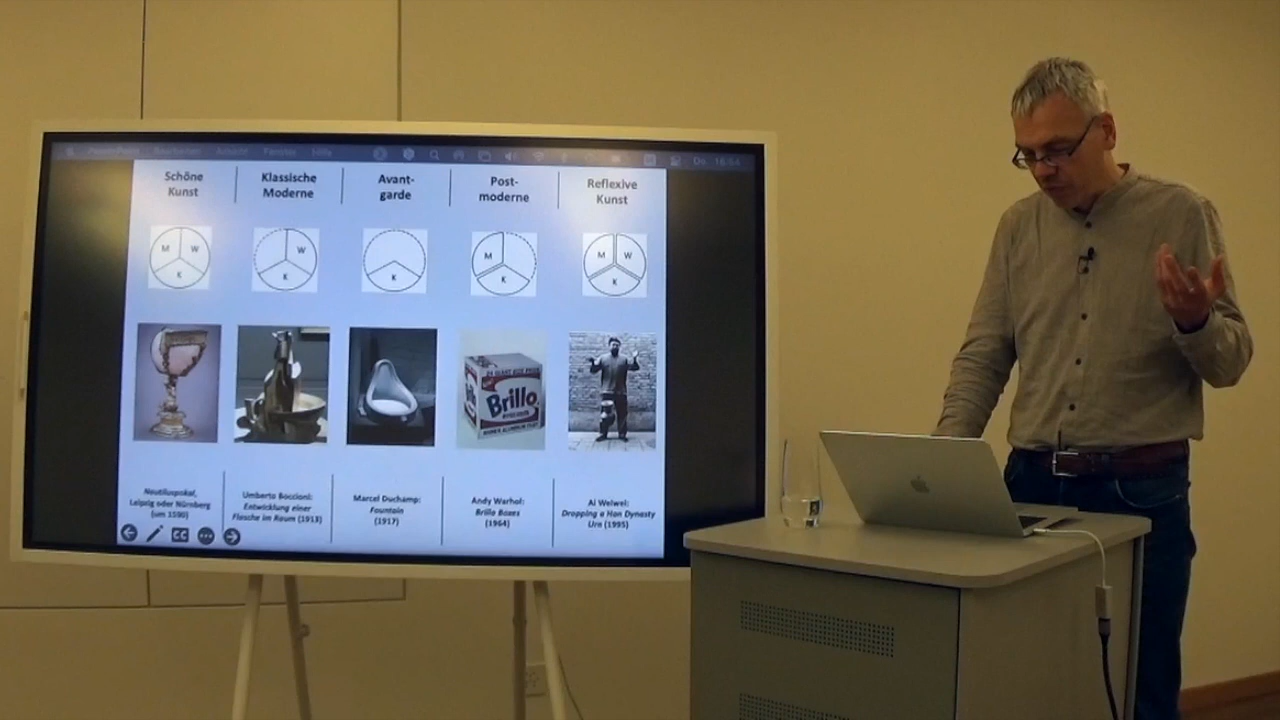 Schöne
Kunst
Klassische
Moderne
Avant-
garde
Post-
moderne
Reflexive
Kunst
M W
K
W
K
K
M
K
M W
K
Brillo
Nautiluspokal,
Leipzig oder Nürnberg
(um 1590)
Umberto Boccioni:
Entwicklung einer
Flasche im Raum (1913)
Marcel Duchamp:
Fountain
(1917)
Andy Warhol:
Brillo Boxes
(1964)
Ai Weiwei:
Dropping a Han Dynasty
Urn (1995)
CC